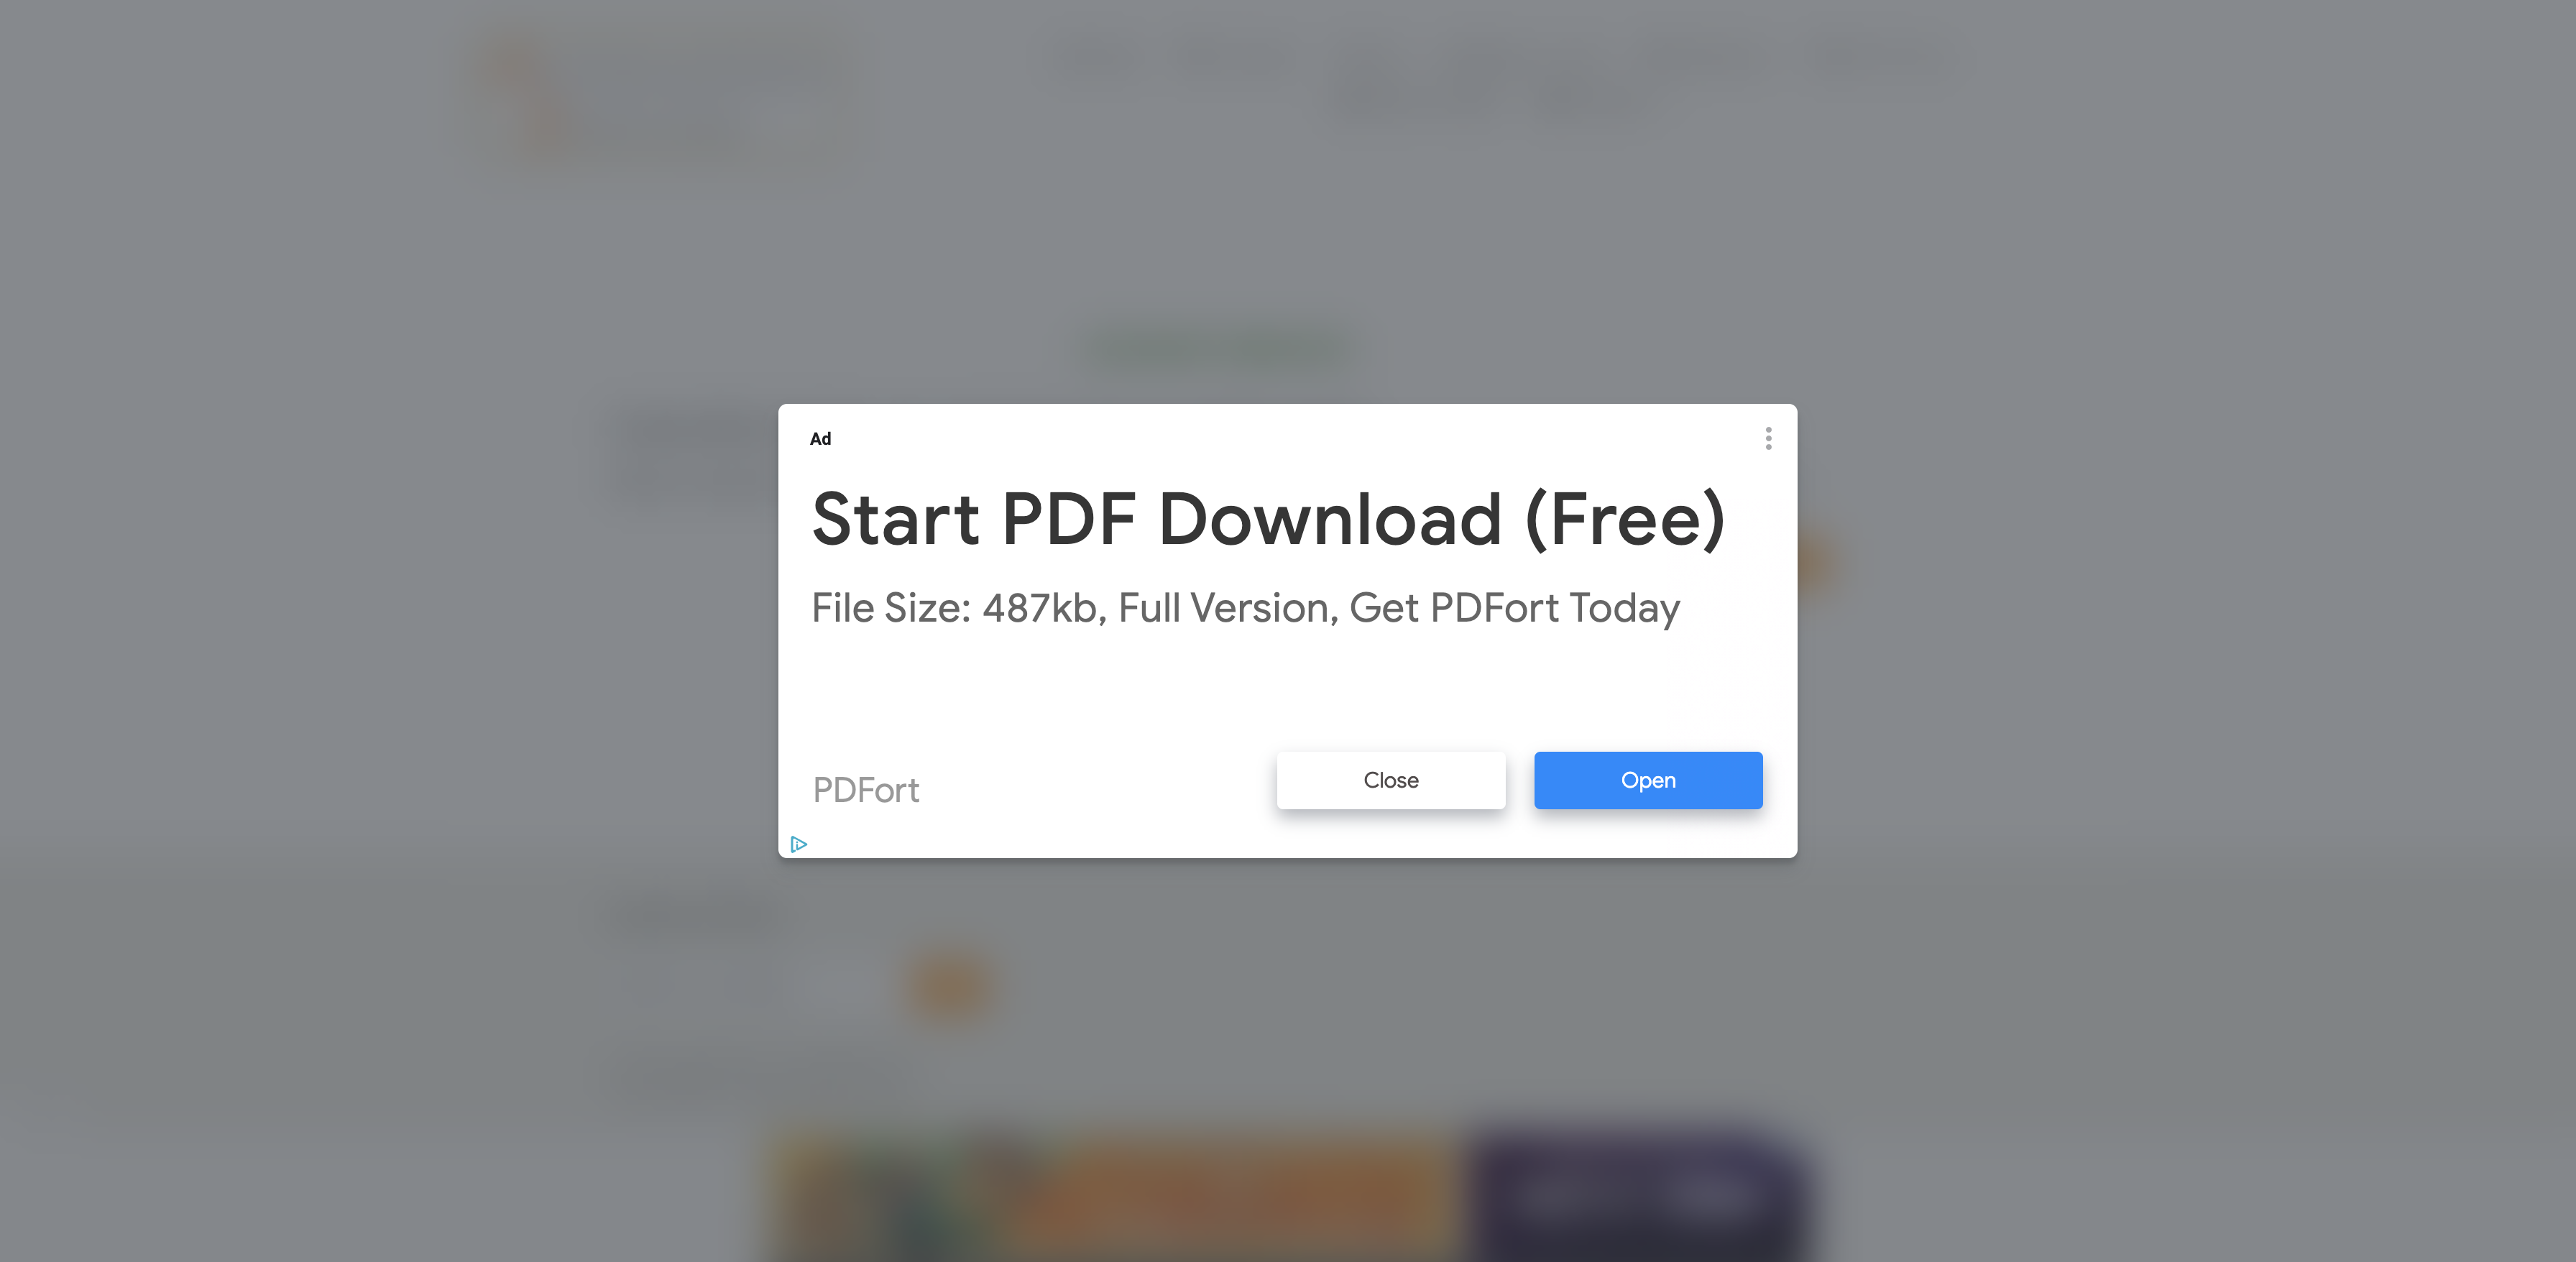 Ad
Start PDF Download (Free)
File Size: 487kb, Full Version, Get PDFort Today
PDFort
Close
Open